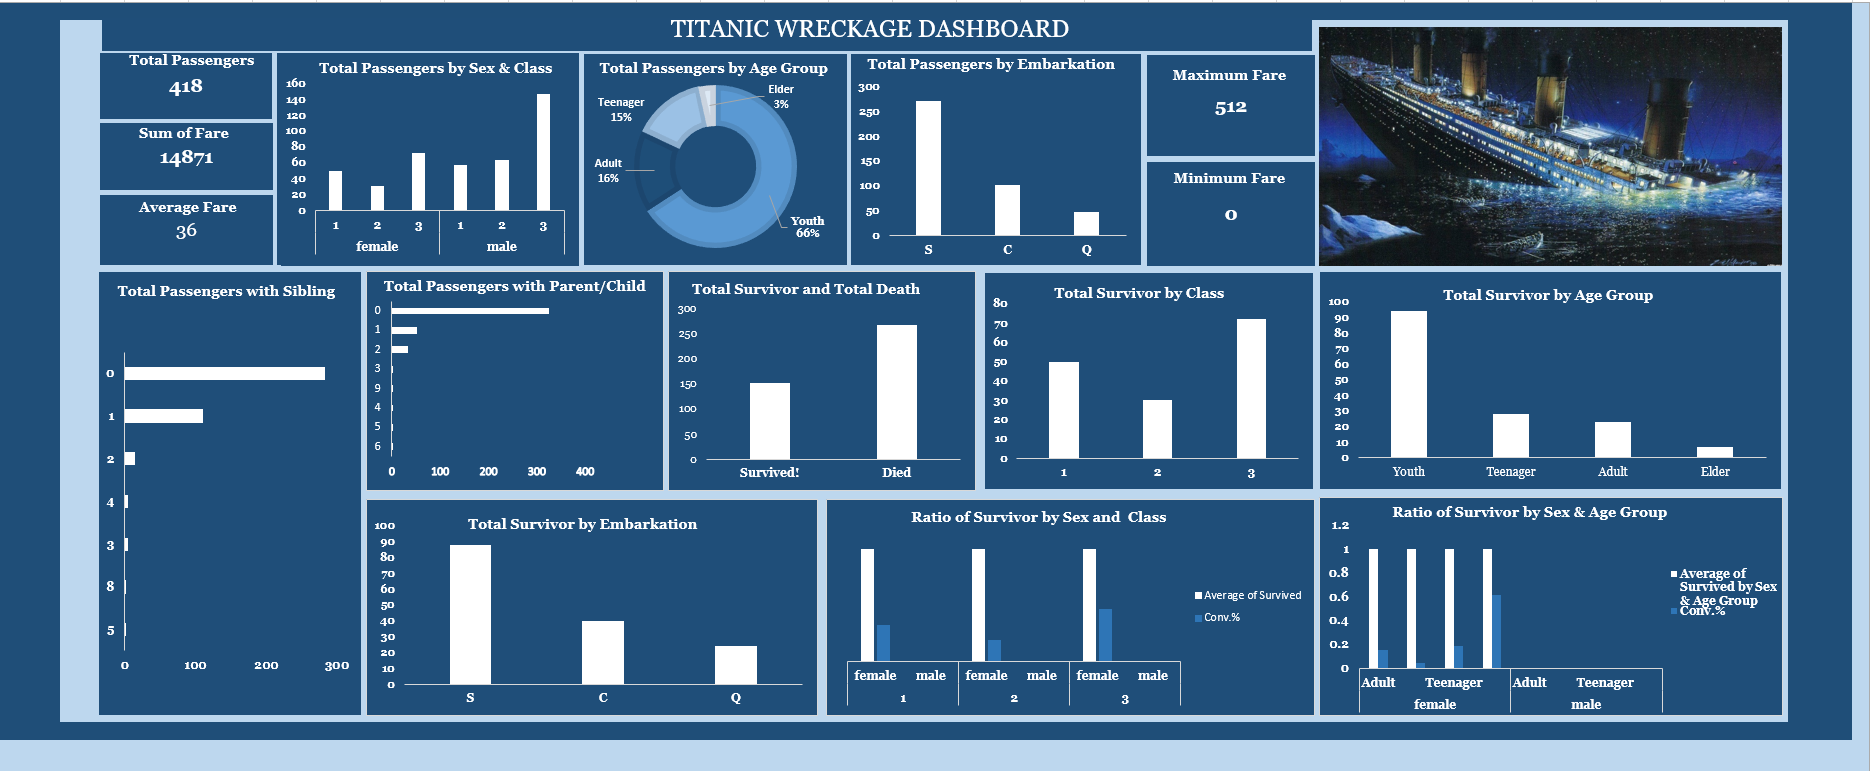 TITANIC WRECKAGE DASHBOARD
Total Passengers
418
Sum of Fare
14871
Average Fare
36
Total Passengers by Sex & Class
160
140
120
100
80
60
40
20
0
1 2 3 1 2 3
female male
Total Passengers by Age Group
Elder
3%
Teenager
15%
Adult
16%
Youth
66%
Total Passengers by Embarkation
300
250
200
150
100
50
0
S C Q
Maximum Fare
512
Minimum Fare
0
Total Passengers with Sibling
0
1
2
4
3
8
5
0 100 200 300
Total Passengers with Parent/Child
0
1
2
3
9
4
5
6
0 100 200 300 400
Total Survivor and Total Death
300
250
200
150
100
50
0
Survived! Died
Total Survivor by Class
80
70
60
50
40
30
20
10
0
1 2 3
Total Survivor by Age Group
100
90
80
70
60
50
40
30
20
10
0
Youth Teenager Adult Elder
Total Survivor by Embarkation
100
90
80
70
60
50
40
30
20
10
0
S C Q
Ratio of Survivor by Sex and  Class
Average of Survived
Conv.%
female male female male female male
1 2 3
Ratio of Survivor by Sex & Age Group
1.2
1
0.8
0.6
0.4
0.2
0
Average of
Survived by Sex
& Age Group
Conv.%
Adult Teenager Adult Teenager
female male